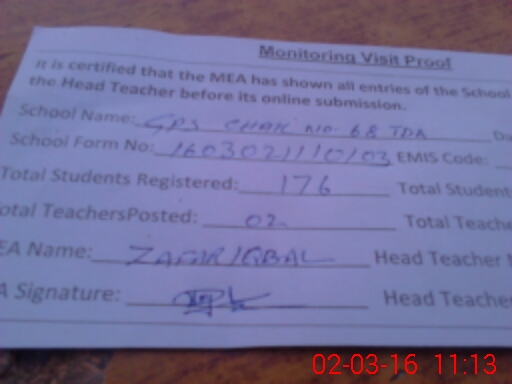 Monitoring Visit Proof
It is certified that the MEA has shown all entries of the School
the Head Teacher before its online submission.
School Name: GPS CHAK No. 68 TDA
School Form No: 1603021110103 EMIS Code:
Total Students Registered: 176 Total Student
Total TeachersPosted: 02 Total Teache
EA Name: ZAFAR IQBAL Head Teacher
A Signature: Head Teacher
02-03-16 11:13